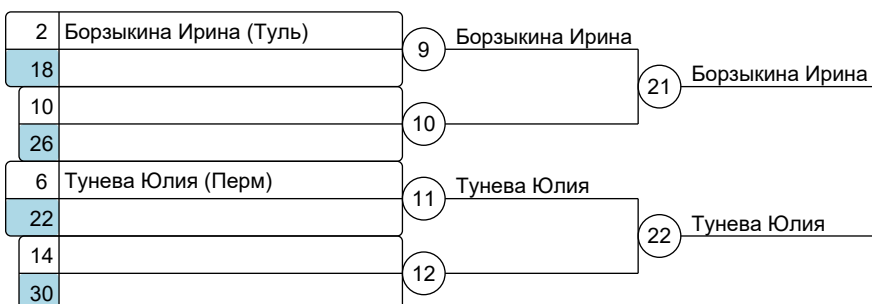 2 Борзыкина Ирина (Туль)
18
9 Борзыкина Ирина
21 Борзыкина Ирина
10
26
10
6 Тунева Юлия (Перм)
22
11 Тунева Юлия
22 Тунева Юлия
14
30
12